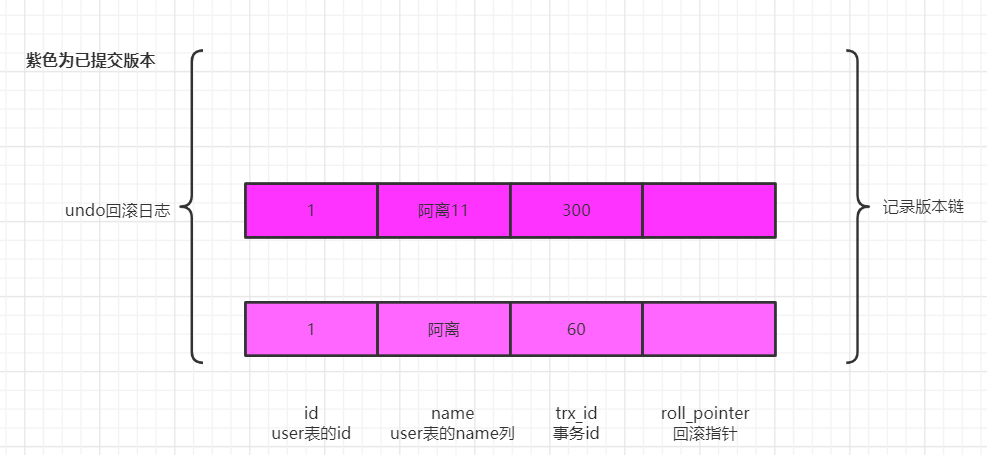 紫色为已提交版本
undo回滚日志
1 阿离11 300
记录版本链
1 阿离 60
id name trx_id roll_pointer
user表的id user表的name列 事务id 回滚指针